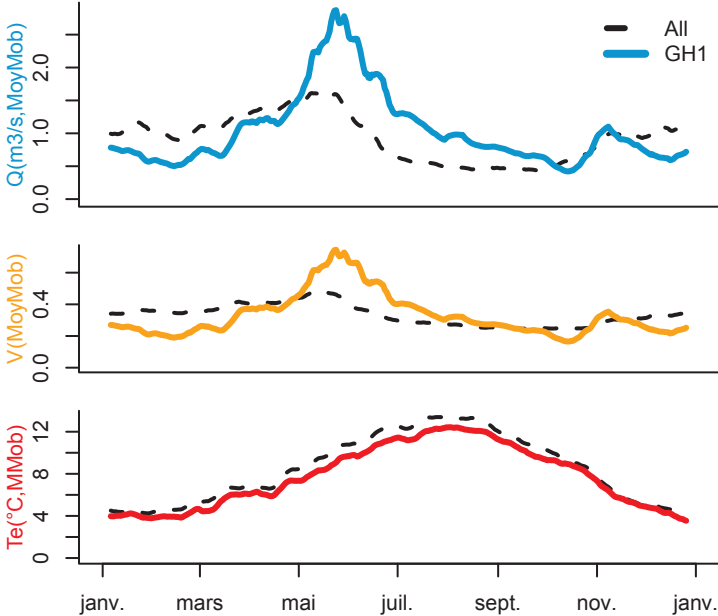 All
GH1
Q(m3/s,MoyMob)
2.0
1.0
0.0
V(MoyMob)
0.4
0.0
Te(°C,MMob)
12
8
4
0
janv. mars mai juil. sept. nov. janv.